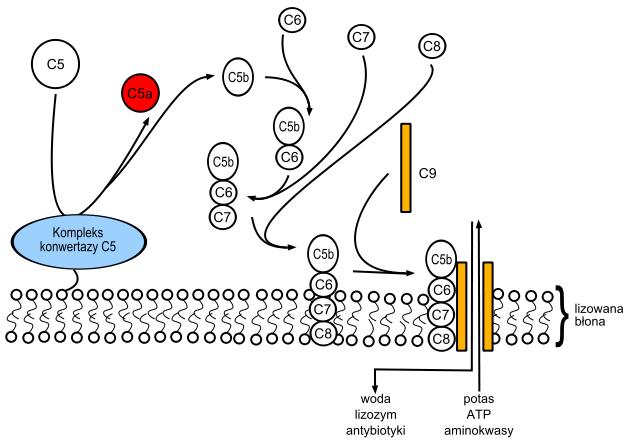 C6
C7
C8
C5
C5b
C5a
C5b
C6
C5b
C6
C7
C9
Kompleks
konwertazy C5
C5b
C6
C7
C8
C5b
C6
C7
C8
lizowana
błona
woda
lizozym
antybiotyki
potas
ATP
aminokwasy